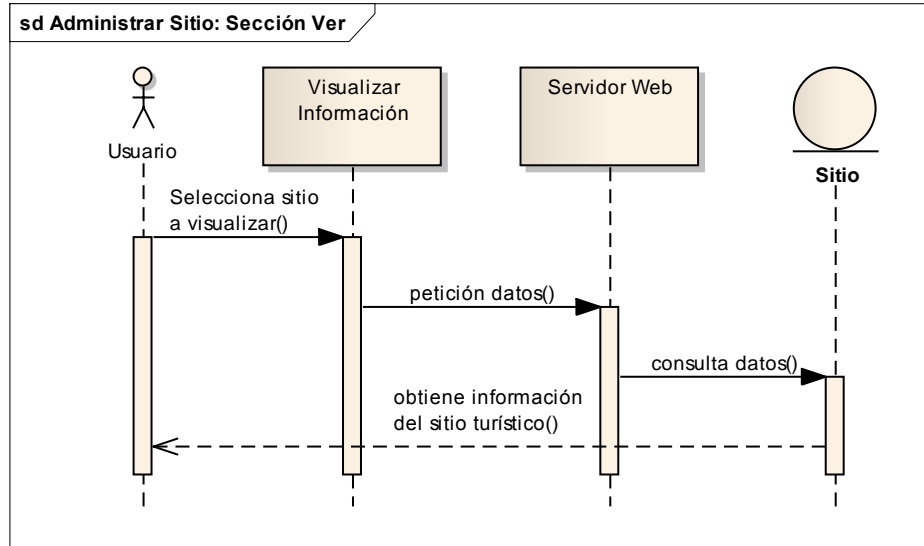 sd Administrar Sitio: Sección Ver
Usuario
Visualizar
Información
Servidor Web
Sitio
Selecciona sitio
a visualizar()
petición datos()
consulta datos()
obtiene información
del sitio turístico()